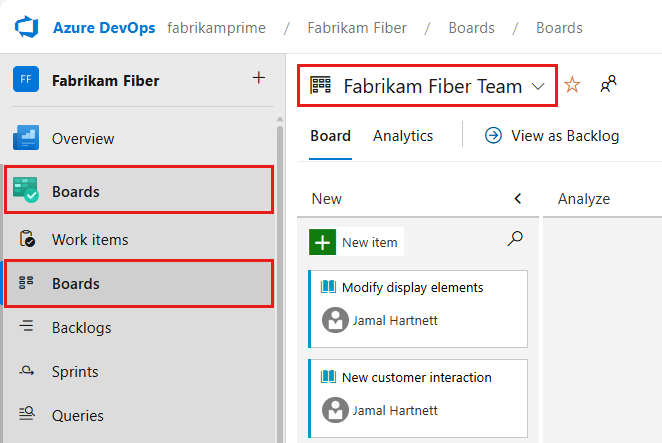 Azure DevOps fabrikamprime / Fabrikam Fiber / Boards / Boards
FF Fabrikam Fiber +
Overview
Boards
Work items
Boards
Backlogs
Sprints
Queries
Fabrikam Fiber Team
Board Analytics View as Backlog
New Analyze
New item
Modify display elements
Jamal Hartnett
New customer interaction
Jamal Hartnett